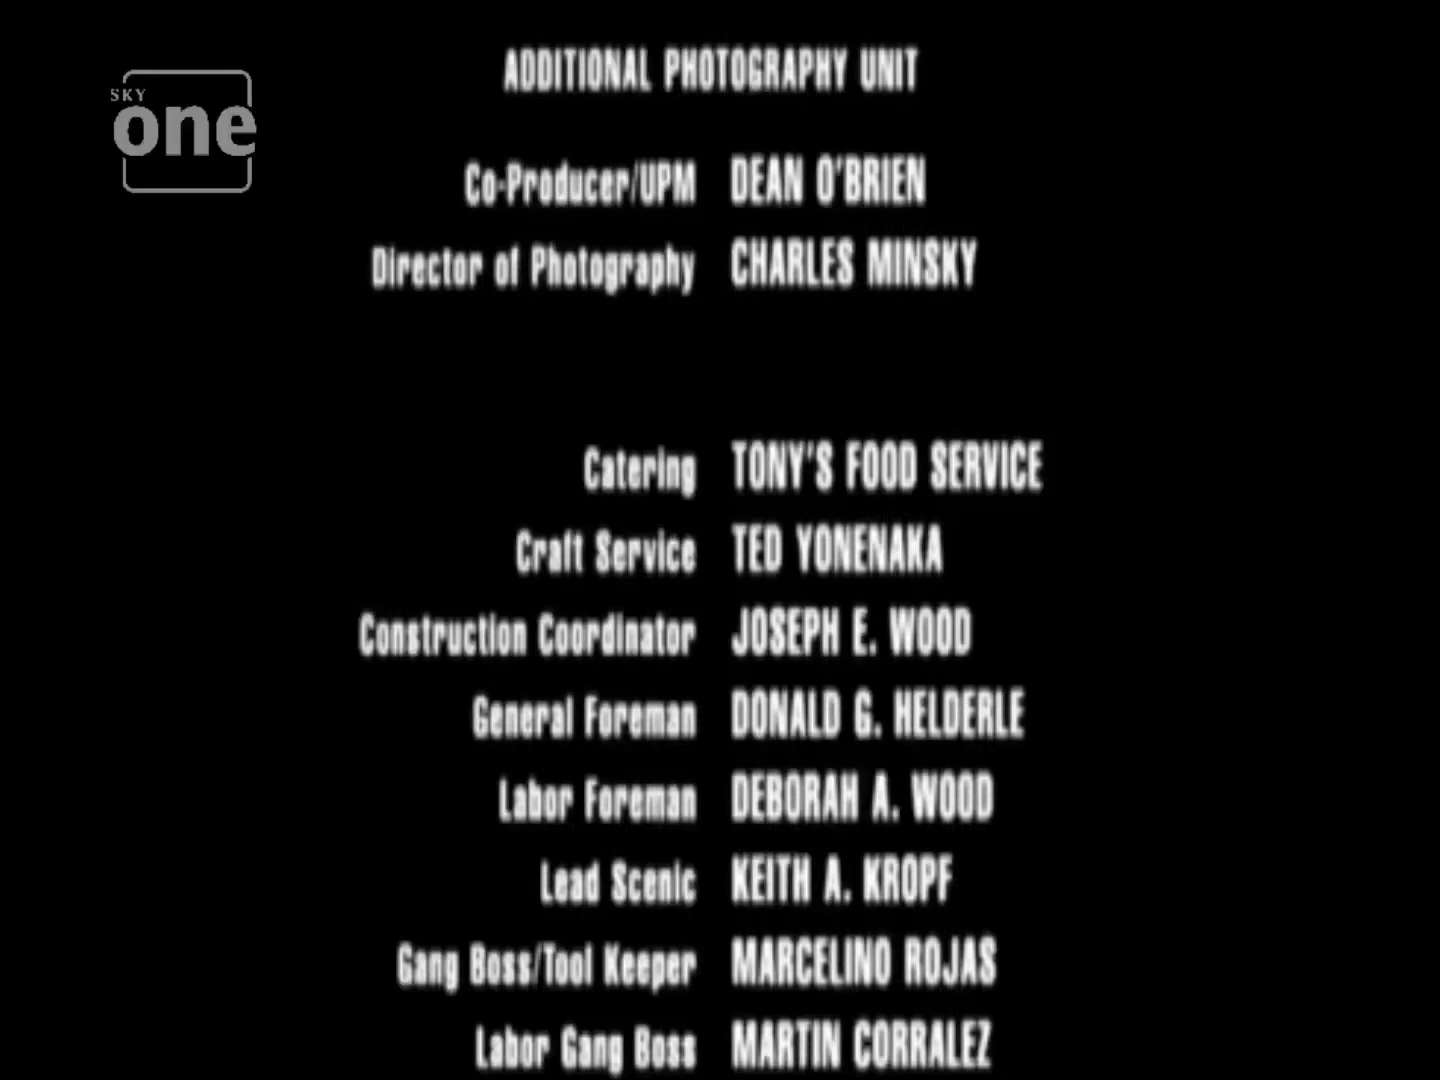 ADDITIONAL PHOTOGRAPHY UNIT
SKY
one
Co-Producer/UPM DEAN O'BRIEN
Director of Photography CHARLES MINSKY
Catering TONY'S FOOD SERVICE
Craft Service TED YONENAKA
Construction Coordinator JOSEPH E. WOOD
General Foreman DONALD G. HELDERLE
Labor Foreman DEBORAH A. WOOD
Lead Scenic KEITH A. KROPF
Gang Boss/Tool Keeper MARCELINO ROJAS
Labor Gang Boss MARTIN CORRALEZ